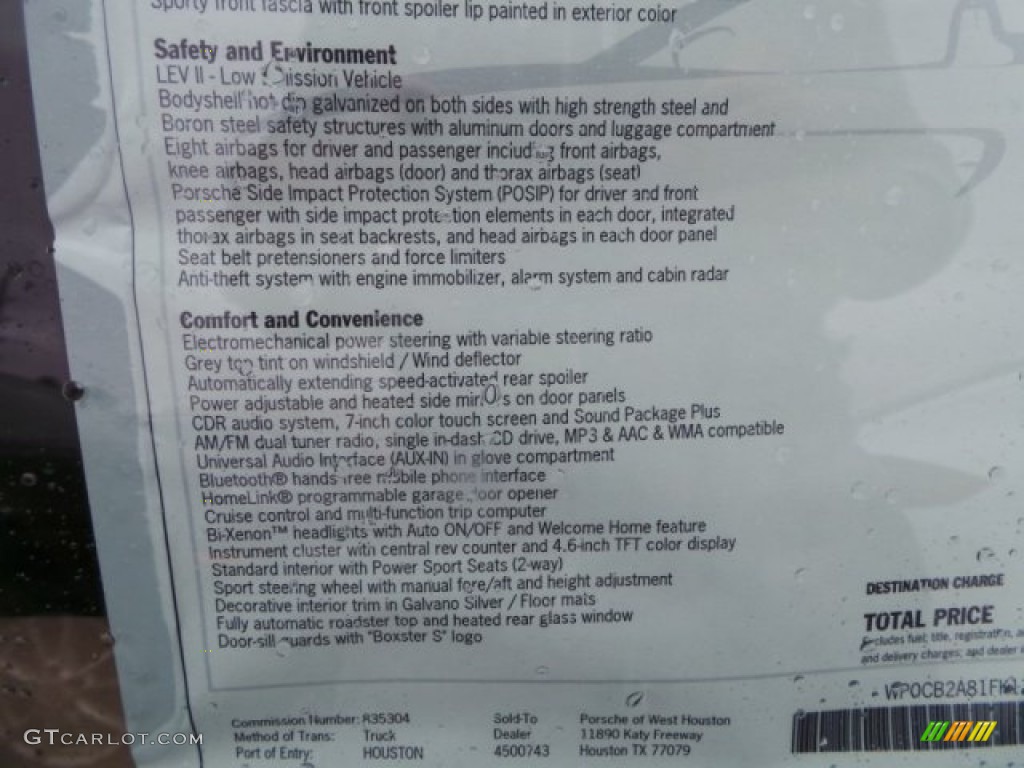 Sporty front fascia with front spoiler lip painted in exterior color
Safety and Environment
LEV II - Low Emission Vehicle
Bodyshell hot dip galvanized on both sides with high strength steel and
Boron steel safety structures with aluminum doors and luggage compartment
Eight airbags for driver and passenger including front airbags,
knee airbags, head airbags (door) and thorax airbags (seat)
Porsche Side Impact Protection System (POSIP) for driver and front
passenger with side impact protection elements in each door, integrated
thorax airbags in seat backrests, and head airbags in each door panel
Seat belt pretensioners and force limiters
Anti-theft system with engine immobilizer, alarm system and cabin radar
Comfort and Convenience
Electromechanical power steering with variable steering ratio
Grey top tint on windshield / Wind deflector
Automatically extending speed-activated rear spoiler
Power adjustable and heated side mirrors on door panels
CDR audio system, 7-inch color touch screen and Sound Package Plus
AM/FM dual tuner radio, single in-dash CD drive, MP3 & AAC & WMA compatible
Universal Audio Interface (AUX-IN) in glove compartment
Bluetooth® hands free mobile phone interface
HomeLink® programmable garage door opener
Cruise control and multi-function trip computer
Bi-Xenon™ headlights with Auto ON/OFF and Welcome Home feature
Instrument cluster with central rev counter and 4.6-inch TFT color display
Standard interior with Power Sport Seats (2-way)
Sport steering wheel with manual fore/aft and height adjustment
Decorative interior trim in Galvano Silver / Floor mats
Fully automatic roadster top and heated rear glass window
Door-sill guards with "Boxster S" logo
DESTINATION CHARGE
TOTAL PRICE
Excludes fuel, title, registration,
and delivery charges; and dealer
WP0CB2A81FK
Commission Number: R35304
Method of Trans: Truck
Port of Entry: HOUSTON
Sold-To
Dealer
4500743
Porsche of West Houston
11890 Katy Freeway
Houston TX 77079
GTCARLOT.COM